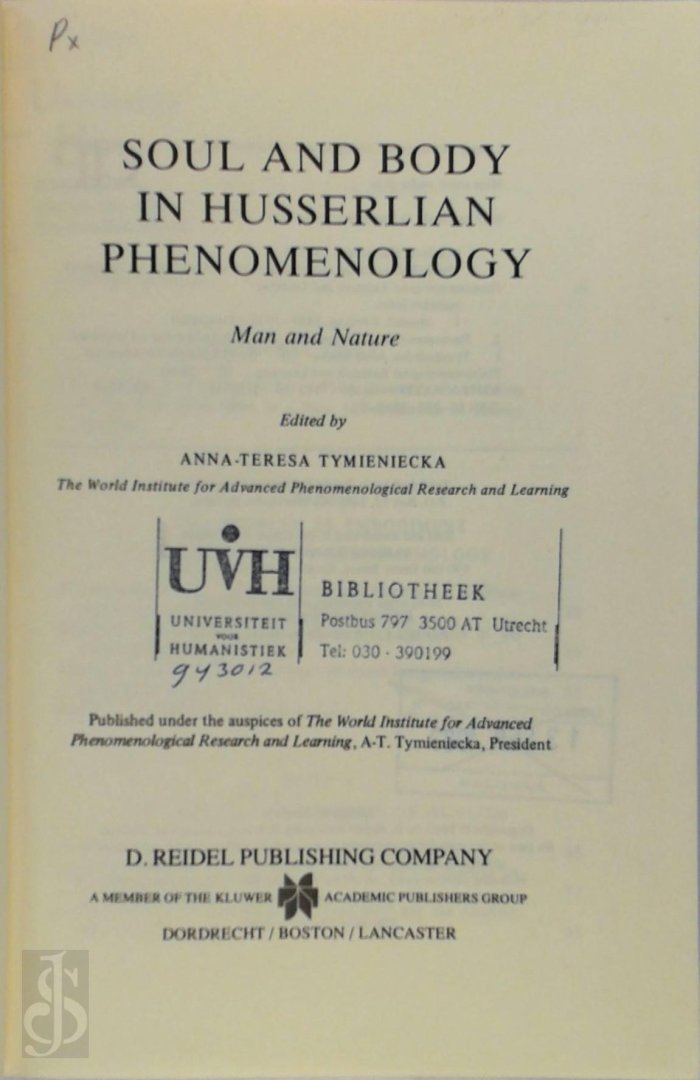 Px
SOUL AND BODY
IN HUSSERLIAN
PHENOMENOLOGY
Man and Nature
Edited by
ANNA-TERESA TYMIENIECKA
The World Institute for Advanced Phenomenological Research and Learning
UVH
UNIVERSITEIT
VOOR
HUMANISTIEK
BIBLIOTHEEK
Postbus 797 3500 AT Utrecht
Tel: 030 - 390199
943012
Published under the auspices of The World Institute for Advanced
Phenomenological Research and Learning, A-T. Tymieniecka, President
D. REIDEL PUBLISHING COMPANY
A MEMBER OF THE KLUWER ACADEMIC PUBLISHERS GROUP
DORDRECHT / BOSTON / LANCASTER